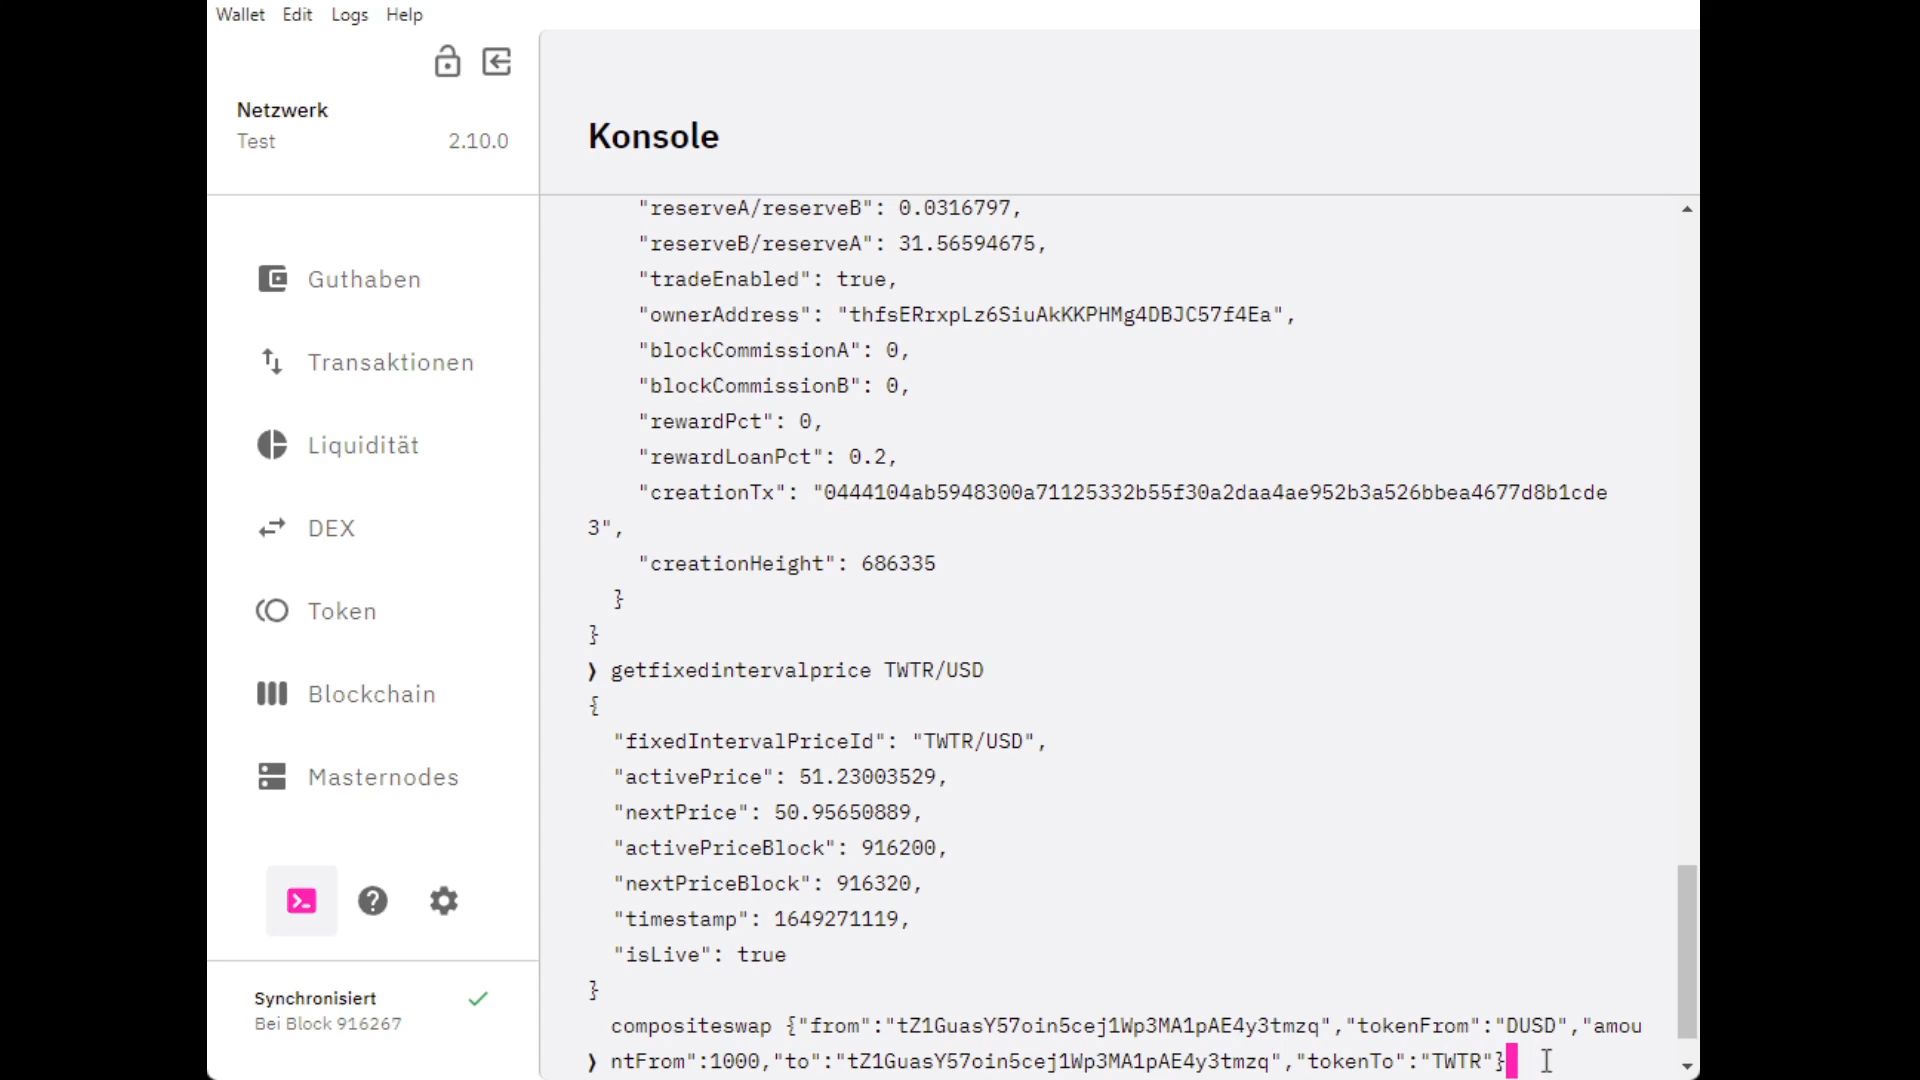 Wallet Edit Logs Help
Netzwerk
Test 2.10.0
Konsole
Guthaben
Transaktionen
Liquidität
DEX
Token
Blockchain
Masternodes
Synchronisiert
Bei Block 916267
"reserveA/reserveB": 0.0316797,
"reserveB/reserveA": 31.56594675,
"tradeEnabled": true,
"ownerAddress": "thfsERrxpLz6SiuAkKKPHMg4DBJC57f4Ea",
"blockCommissionA": 0,
"blockCommissionB": 0,
"rewardPct": 0,
"rewardLoanPct": 0.2,
"creationTx": "0444104ab5948300a71125332b55f30a2daa4ae952b3a526bbea4677d8b1cde
3",
"creationHeight": 686335
}
}
❯ getfixedintervalprice TWTR/USD
{
"fixedIntervalPriceId": "TWTR/USD",
"activePrice": 51.23003529,
"nextPrice": 50.95650889,
"activePriceBlock": 916200,
"nextPriceBlock": 916320,
"timestamp": 1649271119,
"isLive": true
}
compositeswap {"from":"tZ1GuasY57oin5cej1Wp3MA1pAE4y3tmzq","tokenFrom":"DUSD","amou
❯ ntFrom":1000,"to":"tZ1GuasY57oin5cej1Wp3MA1pAE4y3tmzq","tokenTo":"TWTR"}